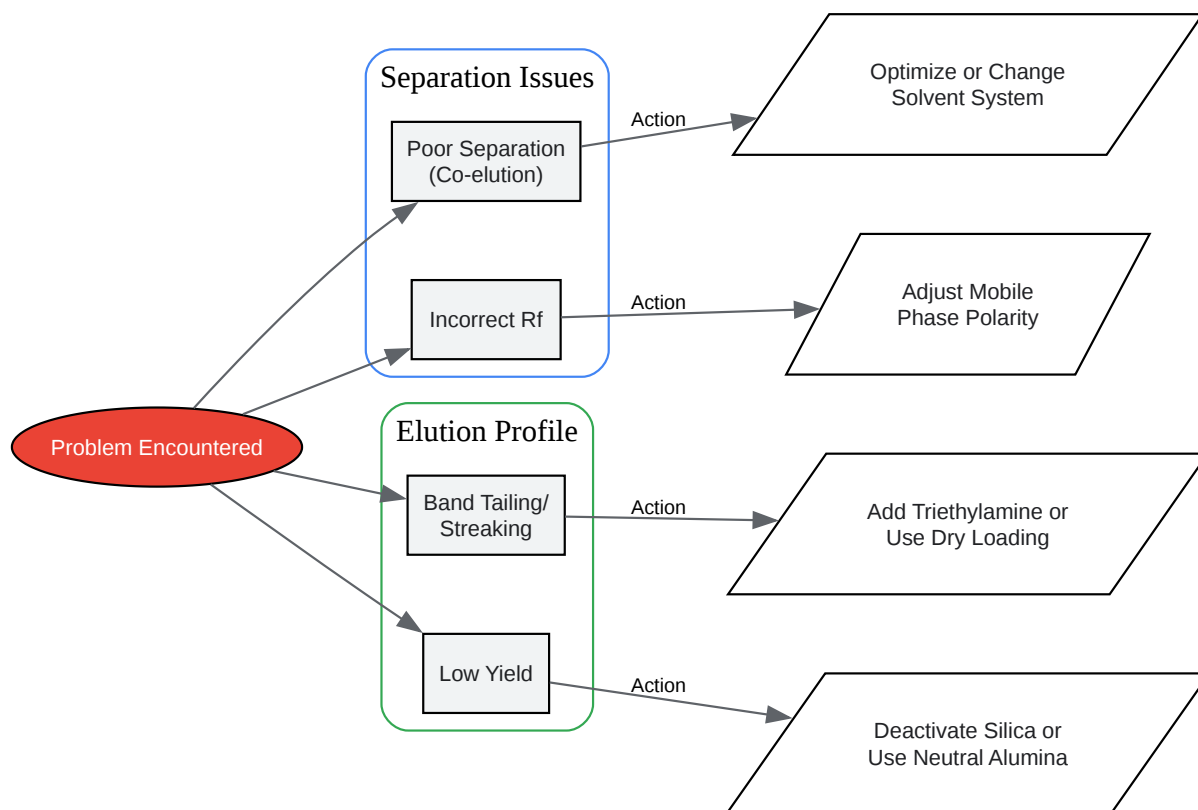 Separation Issues
Poor Separation
(Co-elution)
Action
Optimize or Change
Solvent System
Incorrect Rf
Action
Adjust Mobile
Phase Polarity
Problem Encountered
Elution Profile
Band Tailing/
Streaking
Action
Add Triethylamine or
Use Dry Loading
Low Yield
Action
Deactivate Silica or
Use Neutral Alumina